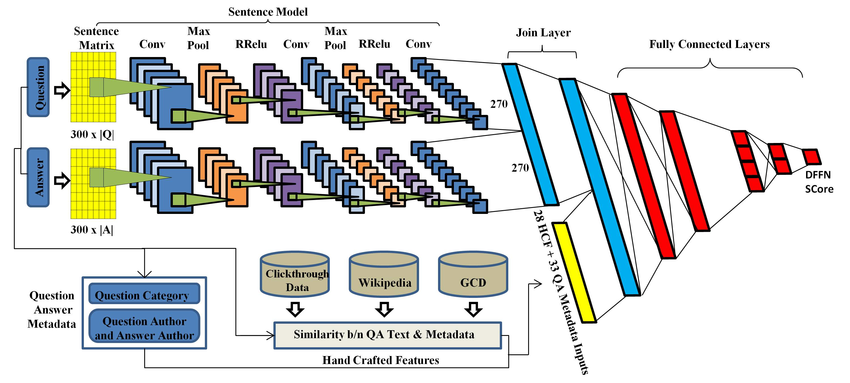 Sentence Model
Sentence
Matrix
Conv
Max
Pool
RRelu
Conv
Max
Pool
RRelu
Conv
Join Layer
Fully Connected Layers
Question
300 x |Q|
270
270
Answer
300 x |A|
DFFN
SCore
28 HCF + 33 QA Metadata Inputs
Question
Answer
Metadata
Question Category
Question Author
and Answer Author
Clickthrough
Data
Wikipedia
GCD
Similarity b/n QA Text & Metadata
Hand Crafted Features